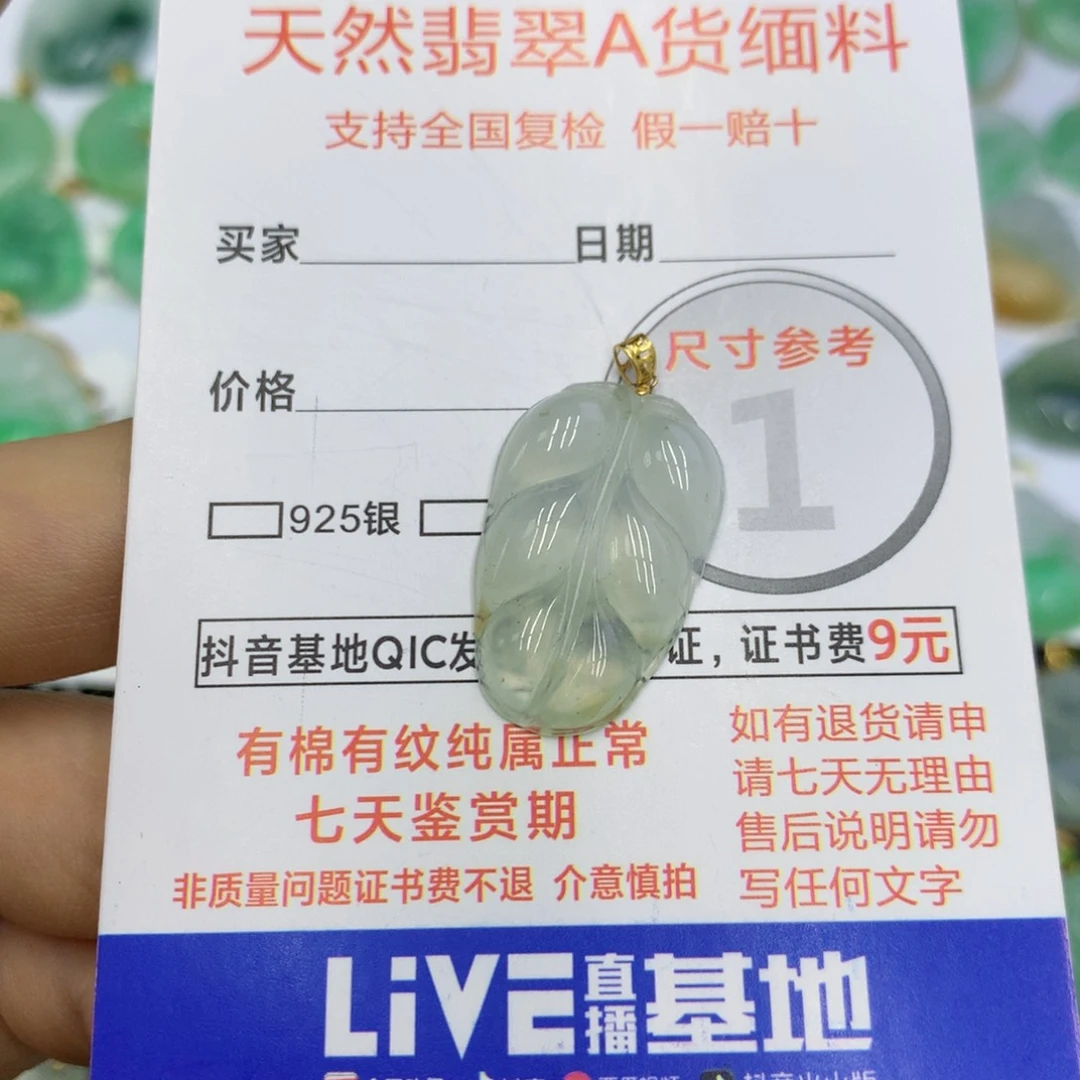 天然翡翠A货缅料
支持全国复检 假一赔十
买家 日期
尺寸参考
1
价格
925银
抖音基地QIC发 证，证书费9元
有棉有纹纯属正常
七天鉴赏期
非质量问题证书费不退 介意慎拍
如有退货请申
请七天无理由
售后说明请勿
写任何文字
LiVE直播基地